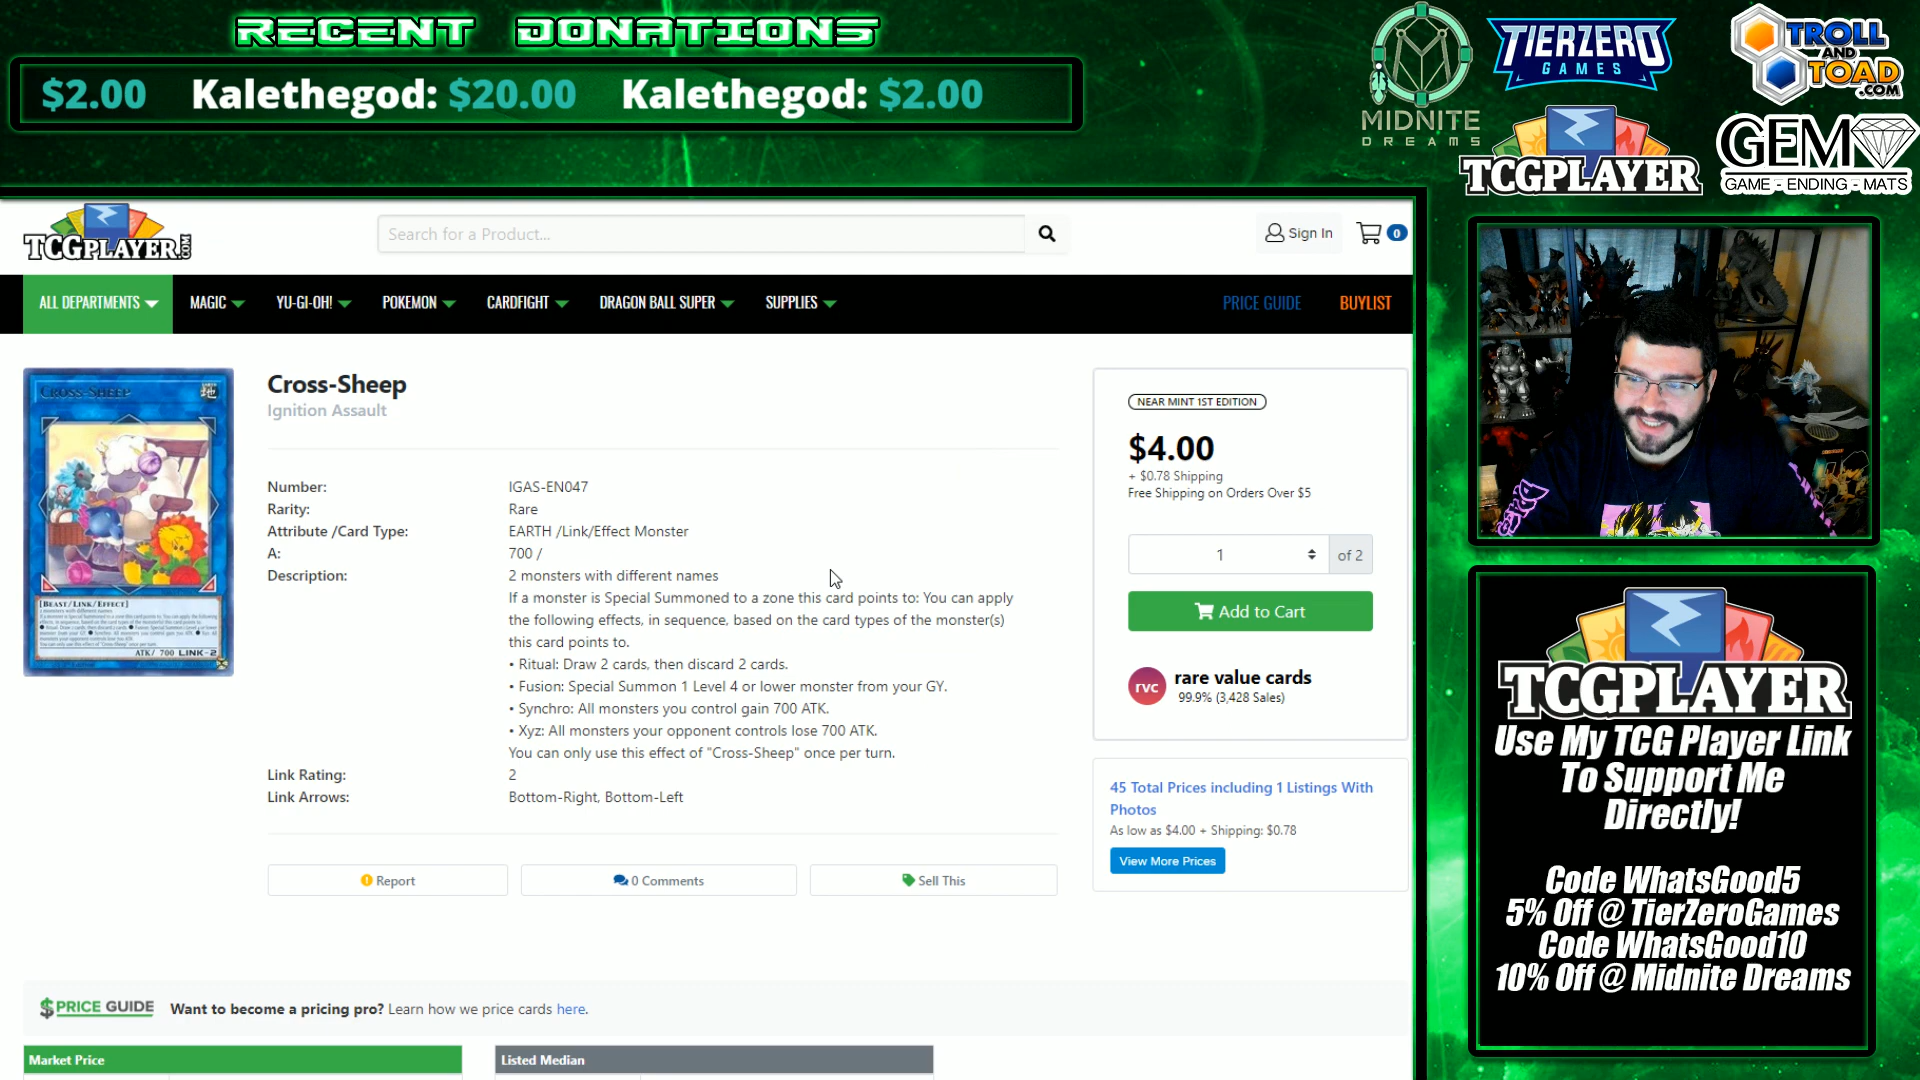 RECENT DONATIONS
$2.00 Kalethegod: $20.00 Kalethegod: $2.00
MIDNITE
DREAMS
TIERZERO
GAMES
TROLL
AND
TOAD
.COM
TCGPLAYER
GEM
GAME - ENDING - MATS
TCGPLAYER.COM
Search for a Product...
Sign In
0
ALL DEPARTMENTS
MAGIC
YU-GI-OH!
POKEMON
CARDFIGHT
DRAGON BALL SUPER
SUPPLIES
PRICE GUIDE
BUYLIST
CROSS-SHEEP
[BEAST/LINK/EFFECT]
ATK/ 700 LINK-2
Cross-Sheep
Ignition Assault
Number: IGAS-EN047
Rarity: Rare
Attribute /Card Type: EARTH /Link/Effect Monster
A: 700 /
Description: 2 monsters with different names
If a monster is Special Summoned to a zone this card points to: You can apply
the following effects, in sequence, based on the card types of the monster(s)
this card points to.
• Ritual: Draw 2 cards, then discard 2 cards.
• Fusion: Special Summon 1 Level 4 or lower monster from your GY.
• Synchro: All monsters you control gain 700 ATK.
• Xyz: All monsters your opponent controls lose 700 ATK.
You can only use this effect of "Cross-Sheep" once per turn.
Link Rating: 2
Link Arrows: Bottom-Right, Bottom-Left
Report
0 Comments
Sell This
NEAR MINT 1ST EDITION
$4.00
+ $0.78 Shipping
Free Shipping on Orders Over $5
1 of 2
Add to Cart
rvc
rare value cards
99.9% (3,428 Sales)
45 Total Prices including 1 Listings With
Photos
As low as $4.00 + Shipping: $0.78
View More Prices
$ PRICE GUIDE
Want to become a pricing pro? Learn how we price cards here.
Market Price
Listed Median
TCGPLAYER
Use My TCG Player Link
To Support Me
Directly!
Code WhatsGood5
5% Off @ TierZeroGames
Code WhatsGood10
10% Off @ Midnite Dreams